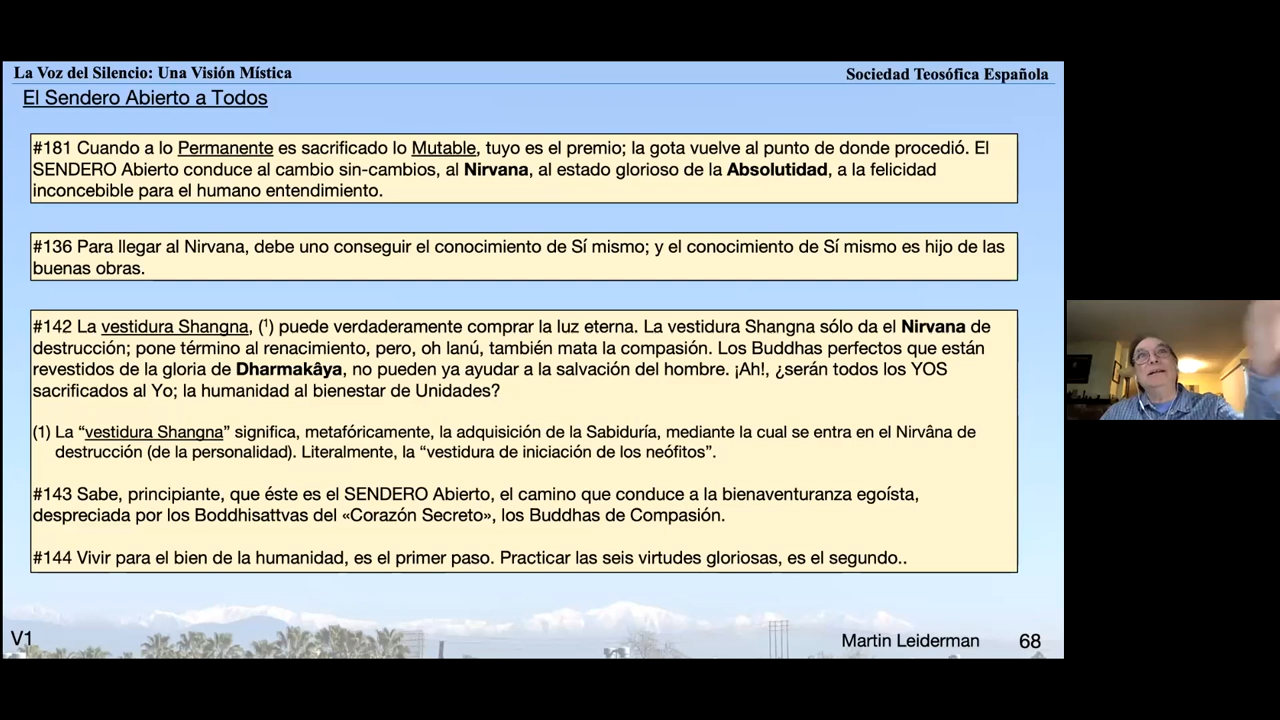 La Voz del Silencio: Una Visión Mística
Sociedad Teosófica Española
El Sendero Abierto a Todos
#181 Cuando a lo Permanente es sacrificado lo Mutable, tuyo es el premio; la gota vuelve al punto de donde procedió. El
SENDERO Abierto conduce al cambio sin-cambios, al Nirvana, al estado glorioso de la Absolutidad, a la felicidad
inconcebible para el humano entendimiento.
#136 Para llegar al Nirvana, debe uno conseguir el conocimiento de Sí mismo; y el conocimiento de Sí mismo es hijo de las
buenas obras.
#142 La vestidura Shangna, (¹) puede verdaderamente comprar la luz eterna. La vestidura Shangna sólo da el Nirvana de
destrucción; pone término al renacimiento, pero, oh lanú, también mata la compasión. Los Buddhas perfectos que están
revestidos de la gloria de Dharmakâya, no pueden ya ayudar a la salvación del hombre. ¡Ah!, ¿serán todos los YOS
sacrificados al Yo; la humanidad al bienestar de Unidades?
(1) La “vestidura Shangna” significa, metafóricamente, la adquisición de la Sabiduría, mediante la cual se entra en el Nirvâna de
destrucción (de la personalidad). Literalmente, la “vestidura de iniciación de los neófitos”.
#143 Sabe, principiante, que éste es el SENDERO Abierto, el camino que conduce a la bienaventuranza egoísta,
despreciada por los Boddhisattvas del «Corazón Secreto», los Buddhas de Compasión.
#144 Vivir para el bien de la humanidad, es el primer paso. Practicar las seis virtudes gloriosas, es el segundo..
V1
Martin Leiderman
68